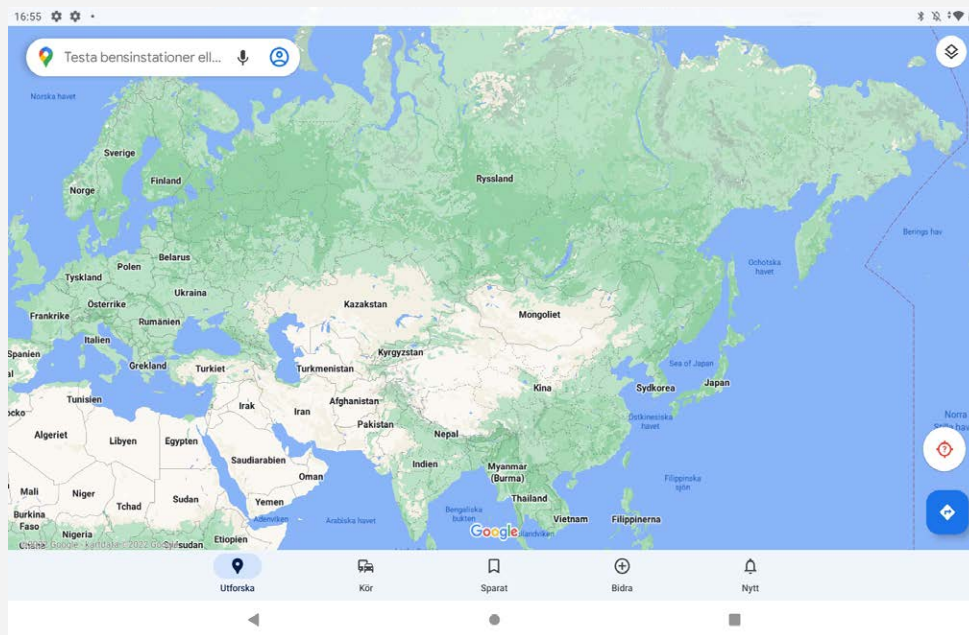 16:55
Testa bensinstationer ell...
Norska havet
Sverige
Finland
Norge
Ryssland
Berings hav
Ochotska
havet
Belarus
Polen
Tyskland
Ukraina
Österrike
Frankrike
Rumänien
Kazakstan
Mongoliet
Italien
Spanien
Grekland
Turkiet
Kyrgyzstan
Turkmenistan
Sea of Japan
Kina
Sydkorea
Japan
Tunisien
Irak
Iran
Afghanistan
Pakistan
Östkinesiska
havet
Norra
Algeriet
Libyen
Egypten
Nepal
Saudiarabien
Indien
Myanmar
(Burma)
Oman
Filippinska
sjön
Mali
Niger
Tchad
Sudan
Yemen
Thailand
Adenviken
Arabiska havet
Bengaliska
bukten
Vietnam
Filippinerna
Burkina
Faso
Nigeria
Etiopien
Google
Utforska
Kör
Sparat
Bidra
Nytt